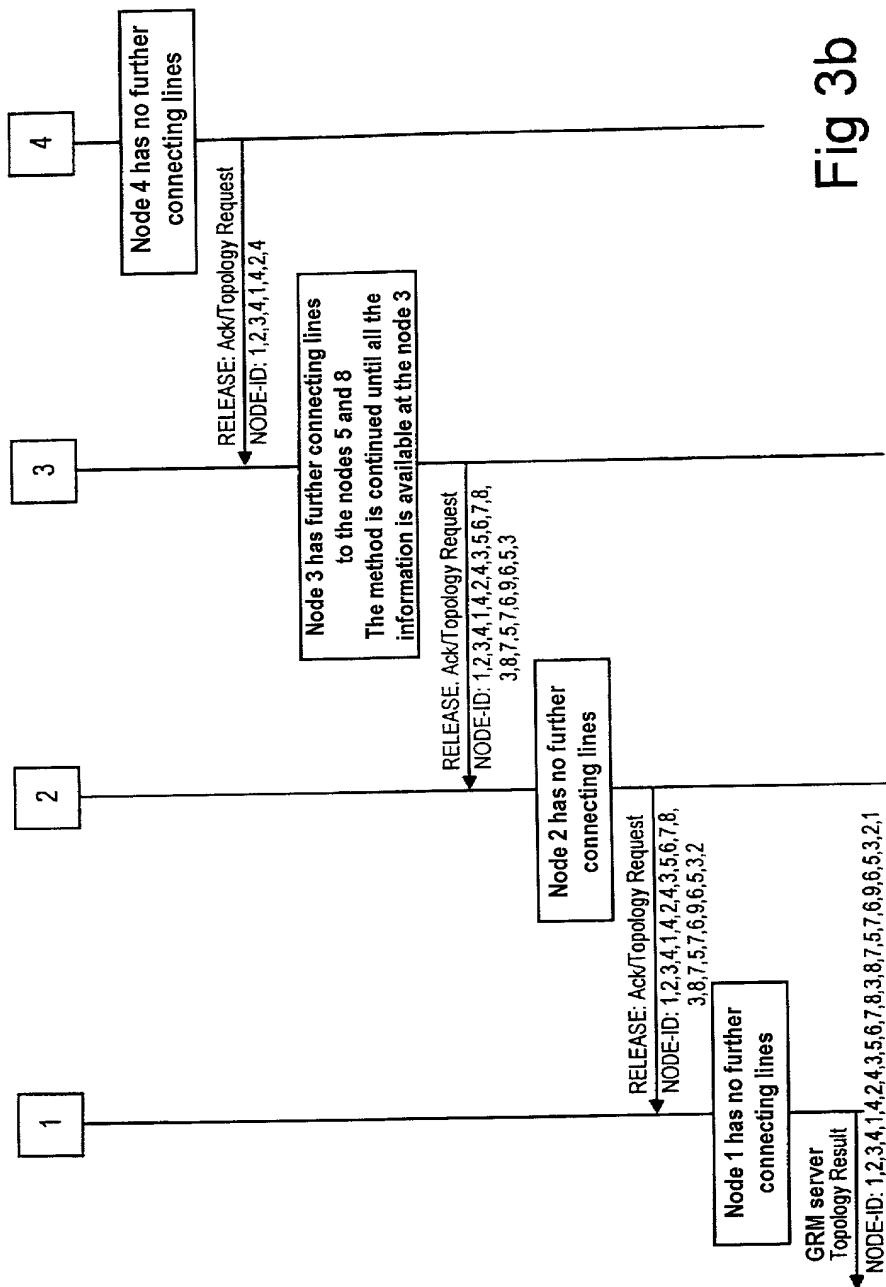 1
2
3
4
Node 4 has no further
connecting lines
RELEASE: Ack/Topology Request
NODE-ID: 1,2,3,4,1,4,2,4
Node 3 has further connecting lines
to the nodes 5 and 8
The method is continued until all the
information is available at the node 3
RELEASE. Ack/Topology Request
NODE-ID: 1,2,3,4,1,4,2,4,3,5,6,7,8,
3,8,7,5,7,6,9,6,5,3
Node 2 has no further
connecting lines
RELEASE: Ack/Topology Request
NODE-ID: 1,2,3,4,1,4,2,4,3,5,6,7,8,
3,8,7,5,7,6,9,6,5,3,2
Node 1 has no further
connecting lines
GRM server
Topology Result
NODE-ID: 1,2,3,4,1,4,2,4,3,5,6,7,8,3,8,7,5,7,6,9,6,5,3,2,1
Fig 3b